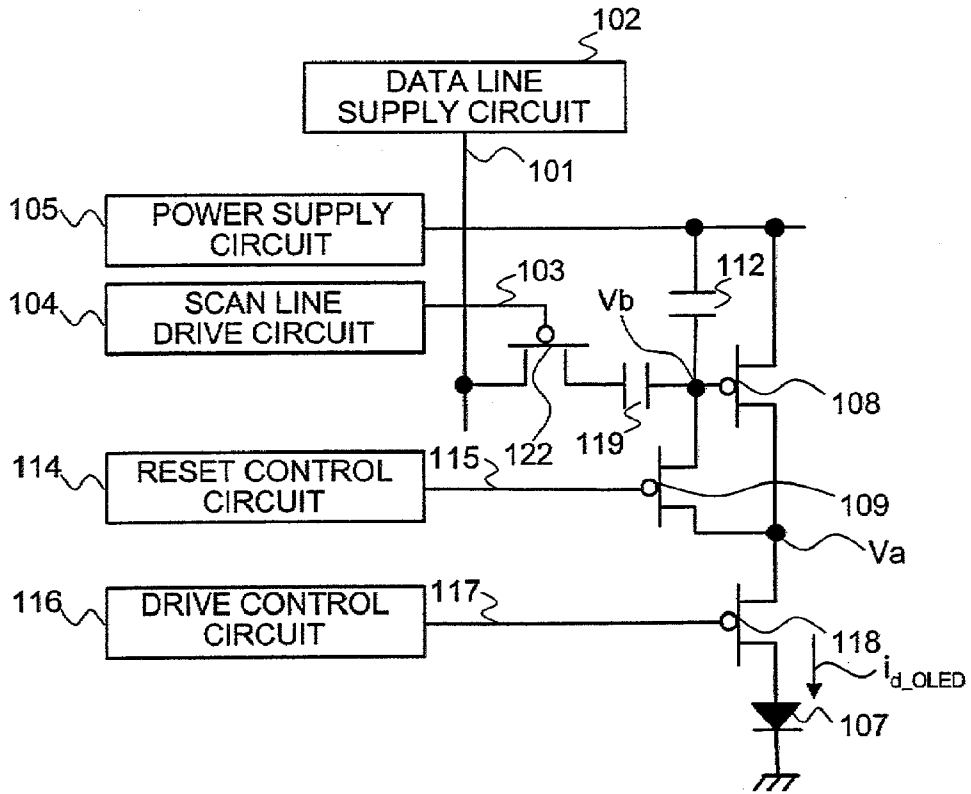 102
DATA LINE
SUPPLY CIRCUIT
101
105
POWER SUPPLY
CIRCUIT
103
112
104
SCAN LINE
DRIVE CIRCUIT
Vb
108
119
122
114
RESET CONTROL
CIRCUIT
115
109
Va
116
DRIVE CONTROL
CIRCUIT
117
118
id_OLED
107